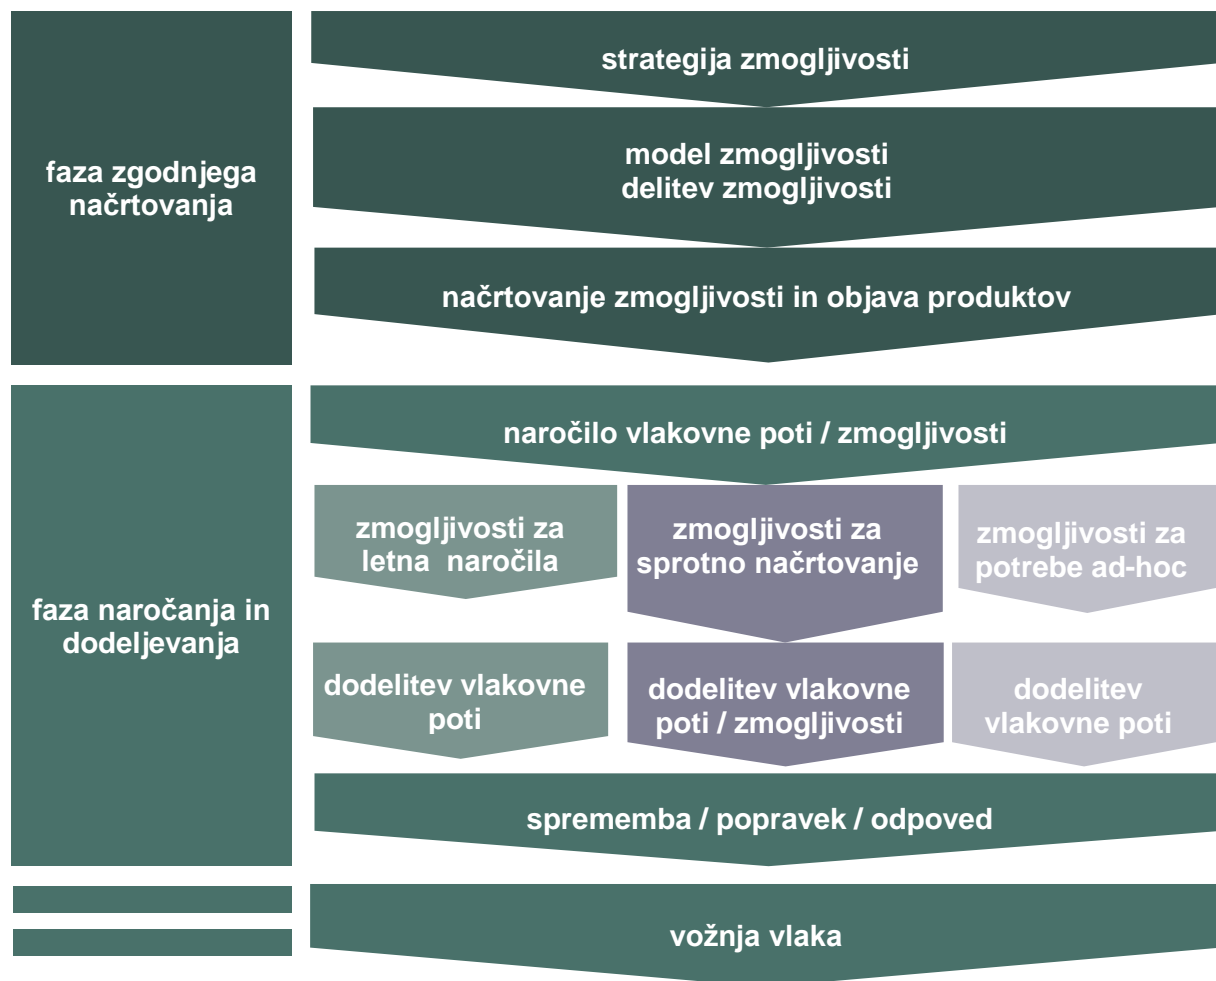 strategija zmogljivosti
faza zgodnjega
načrtovanja
model zmogljivosti
delitev zmogljivosti
načrtovanje zmogljivosti in objava produktov
faza naročanja in
dodeljevanja
naročilo vlakovne poti / zmogljivosti
zmogljivosti za
letna naročila
zmogljivosti za
sprotno načrtovanje
zmogljivosti za
potrebe ad-hoc
dodelitev vlakovne
poti
dodelitev vlakovne
poti / zmogljivosti
dodelitev
vlakovne poti
sprememba / popravek / odpoved
vožnja vlaka